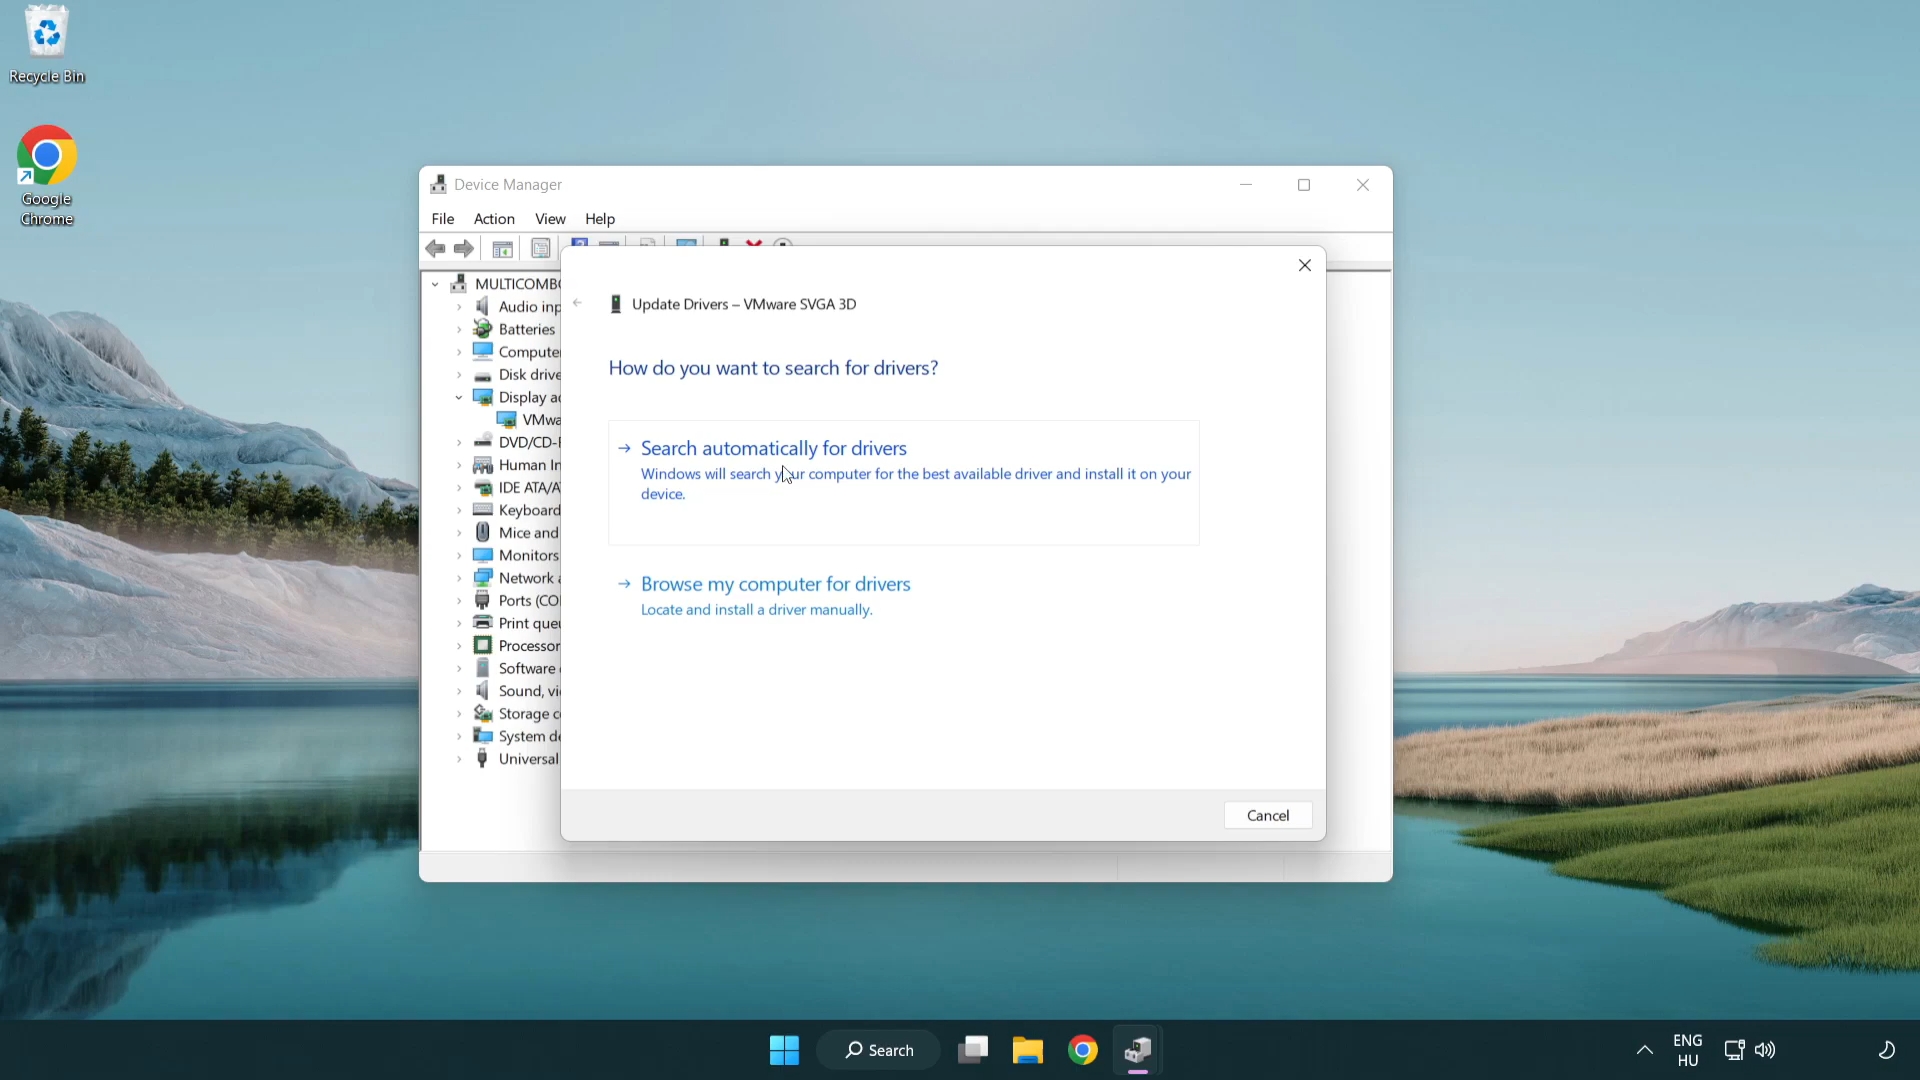 Recycle Bin
Google
Chrome
Device Manager
File Action View Help
MULTICOMBO
Audio inp
Batteries
Compute
Disk drive
Display a
VMwa
DVD/CD-
Human In
IDE ATA/A
Keyboard
Mice and
Monitors
Network
Ports (CO
Print que
Processor
Software
Sound, vi
Storage c
System de
Universal
Update Drivers – VMware SVGA 3D
How do you want to search for drivers?
Search automatically for drivers
Windows will search your computer for the best available driver and install it on your
device.
Browse my computer for drivers
Locate and install a driver manually.
Cancel
Search
ENG
HU